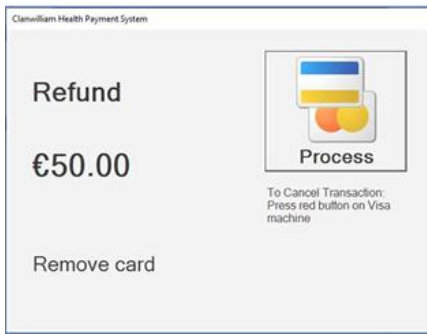 Clanwilliam Health Payment System
Refund
€50.00
Process
To Cancel Transaction:
Press red button on Visa
machine
Remove card